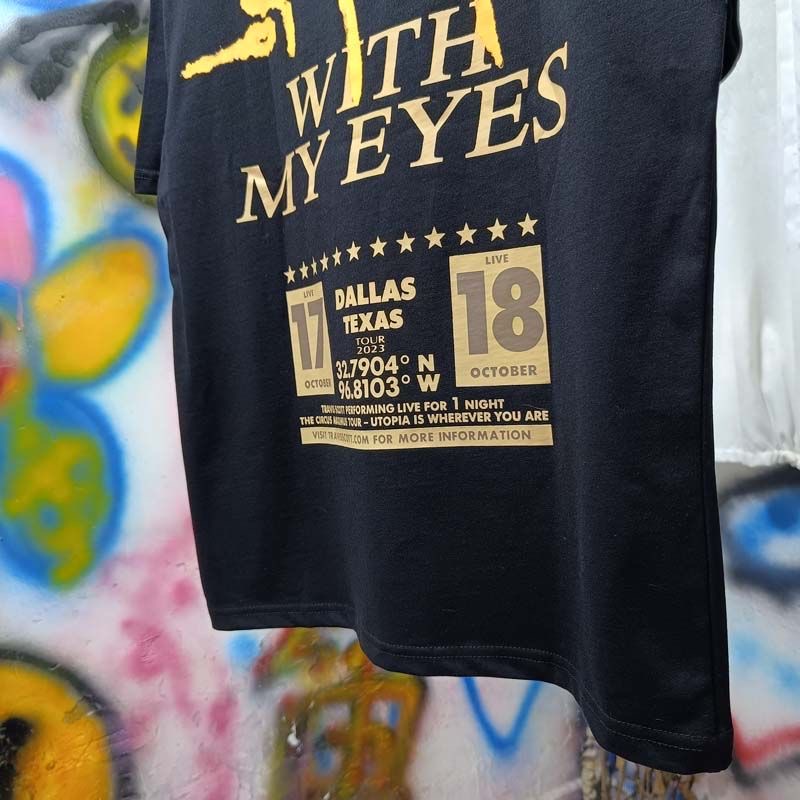 WITH
MY EYES
LIVE
17
OCTOBER
DALLAS
TEXAS
TOUR
2023
32.7904° N
96.8103° W
LIVE
18
OCTOBER
TRAVIS SCOTT PERFORMING LIVE FOR 1 NIGHT
THE CIRCUS MAXIMUS TOUR – UTOPIA IS WHEREVER YOU ARE
VISIT TRAVISSCOTT.COM FOR MORE INFORMATION